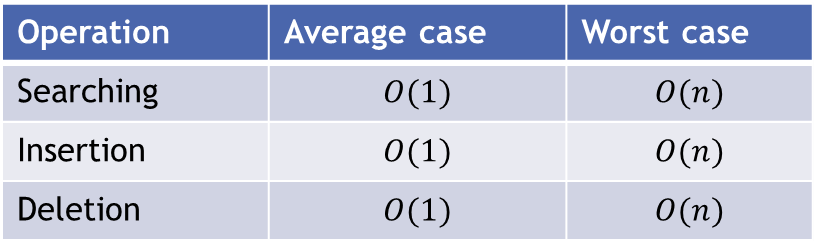 Operation Average case Worst case
Searching O(1) O(n)
Insertion O(1) O(n)
Deletion O(1) O(n)